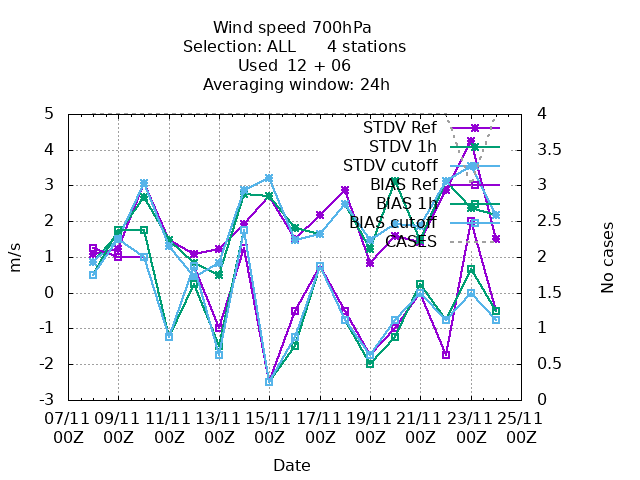 Wind speed 700hPa
Selection: ALL 4 stations
Used 12 + 06
Averaging window: 24h
5 4
4 3.5
3 3
2 2.5
1 2
0 1.5
-1 1
-2 0.5
-3 0
STDV Ref
STDV 1h
STDV cutoff
BIAS Ref
BIAS 1h
BIAS cutoff
CASES
m/s
No cases
07/11 09/11 11/11 13/11 15/11 17/11 19/11 21/11 23/11 25/11
00Z 00Z 00Z 00Z 00Z 00Z 00Z 00Z 00Z 00Z
Date